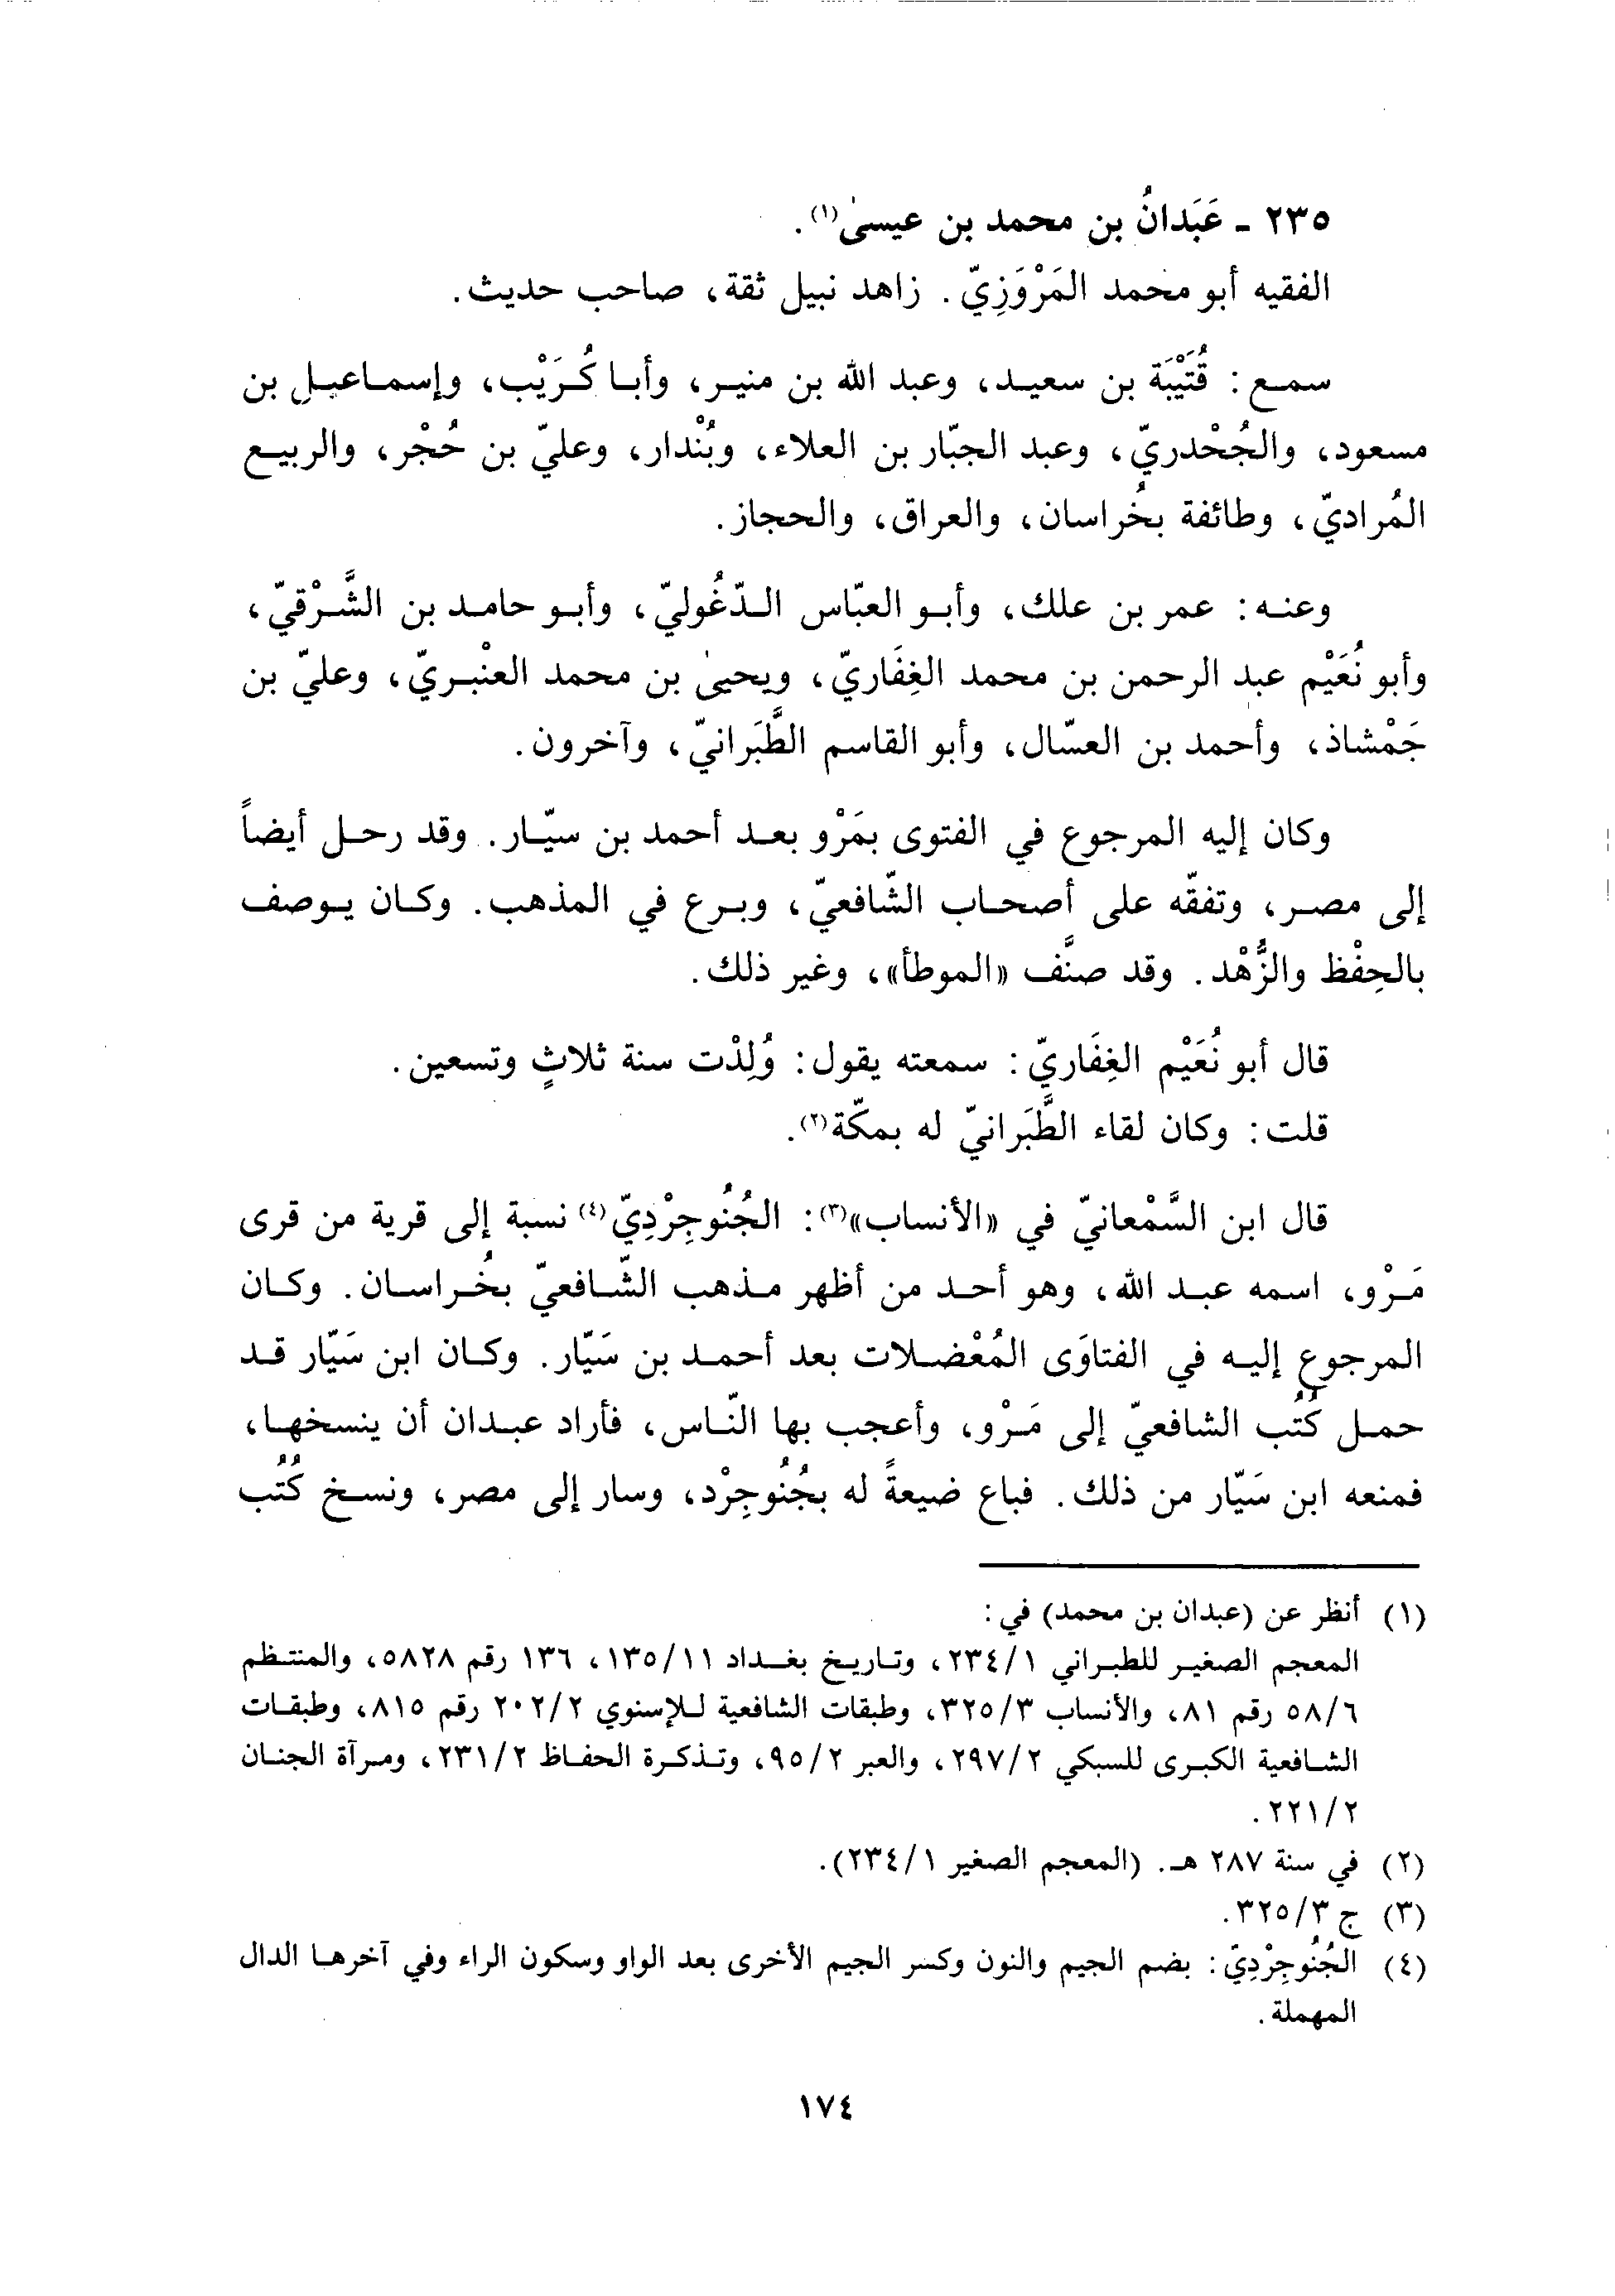 ٢٣٥ - عَبَدانُ بن محمد بن عيسىٰ(١).
الفقيه أبو محمد المَرْوَزِيّ. زاهد نبيل ثقة، صاحب حديث.
سمع: قُتَيْبَة بن سعيد، وعبد الله بن منير، وأبا كُرَيْب، وإسماعيل بن
مسعود، والجُحْدريّ، وعبد الجبّار بن العلاء، وبُنْدار، وعليّ بن حُجْر، والربيع
المُراديّ، وطائفة بخُراسان، والعراق، والحجاز.
وعنه: عمر بن علك، وأبو العبّاس الدّغُوليّ، وأبو حامد بن الشَّرْقيّ،
وأبو نُعَيْم عبد الرحمن بن محمد الغِفَاريّ، ويحيىٰ بن محمد العنْبريّ، وعليّ بن
حَمْشاذ، وأحمد بن العسّال، وأبو القاسم الطَّبَرانيّ، وآخرون.
وكان إليه المرجوع في الفتوى بمَرْو بعد أحمد بن سيّار. وقد رحل أيضاً
إلى مصر، وتفقّه على أصحاب الشّافعيّ، وبرع في المذهب. وكان يوصف
بالحِفْظ والزُّهْد. وقد صنَّف «الموطأ»، وغير ذلك.
قال أبو نُعَيْم الغِفَاريّ: سمعته يقول: وُلِدْت سنة ثلاثٍ وتسعين.
قلت: وكان لقاء الطَّبَرانيّ له بمكّة(٢).
قال ابن السَّمْعانيّ في «الأنساب»(٣): الجُنُوجِرْدِيّ(٤) نسبة إلى قرية من قرى
مَرْو، اسمه عبد الله، وهو أحد من أظهر مذهب الشّافعيّ بخُراسان. وكان
المرجوع إليه في الفتاوَى المُعْضلات بعد أحمد بن سَيّار. وكان ابن سَيّار قد
حمل كُتُب الشافعيّ إلى مَرْو، وأعجب بها النّاس، فأراد عبدان أن ينسخها،
فمنعه ابن سَيّار من ذلك. فباع ضيعةً له بجُنُوجِرْد، وسار إلى مصر، ونسخ كُتُب
(١) أنظر عن (عبدان بن محمد) في:
المعجم الصغير للطبراني ٢٣٤/١، وتاريخ بغداد ١٣٥/١١، ١٣٦ رقم ٥٨٢٨، والمنتظم
٥٨/٦ رقم ٨١، والأنساب ٣٢٥/٣، وطبقات الشافعية للإسنوي ٢٠٢/٢ رقم ٨١٥، وطبقات
الشافعية الكبرى للسبكي ٢٩٧/٢، والعبر ٩٥/٢، وتذكرة الحفاظ ٢٣١/٢، ومرآة الجنان
٢٢١/٢.
(٢) في سنة ٢٨٧ هـ. (المعجم الصغير ٢٣٤/١).
(٣) ج ٣٢٥/٣.
(٤) الجُنُوجِرْدِيّ: بضم الجيم والنون وكسر الجيم الأخرى بعد الواو وسكون الراء وفي آخرها الدال
المهملة.
١٧٤